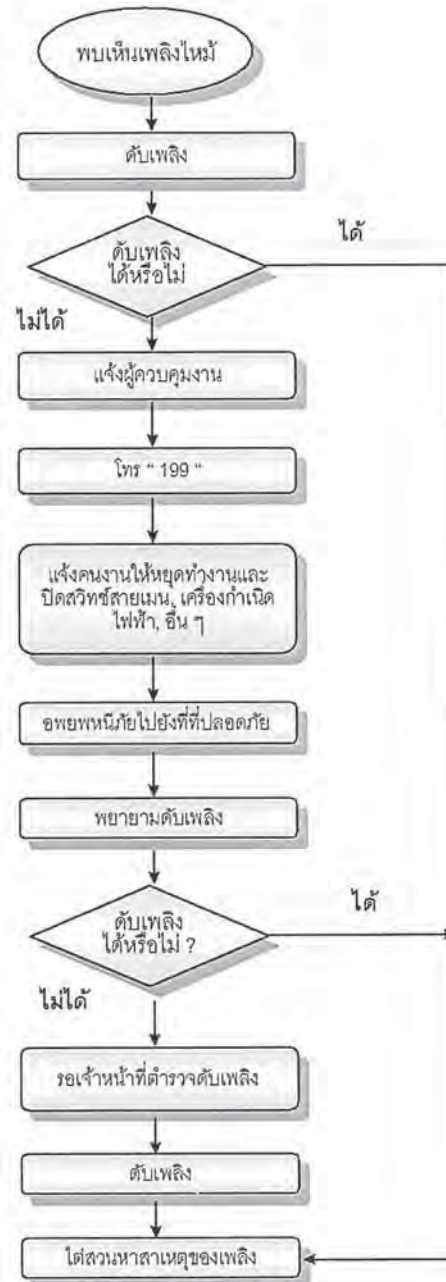 พบเห็นเพลิงไหม้
ดับเพลิง
ดับเพลิง
ได้หรือไม่
ได้
ไม่ได้
แจ้งผู้ควบคุมงาน
โทร " 199 "
แจ้งคนงานให้หยุดทำงานและ
ปิดสวิทช์สายเมน, เครื่องกำเนิด
ไฟฟ้า, อื่น ๆ
อพยพหนีภัยไปยังที่ที่ปลอดภัย
พยายามดับเพลิง
ดับเพลิง
ได้หรือไม่ ?
ได้
ไม่ได้
รอเจ้าหน้าที่ตำรวจดับเพลิง
ดับเพลิง
ไต่สวนหาสาเหตุของเพลิง